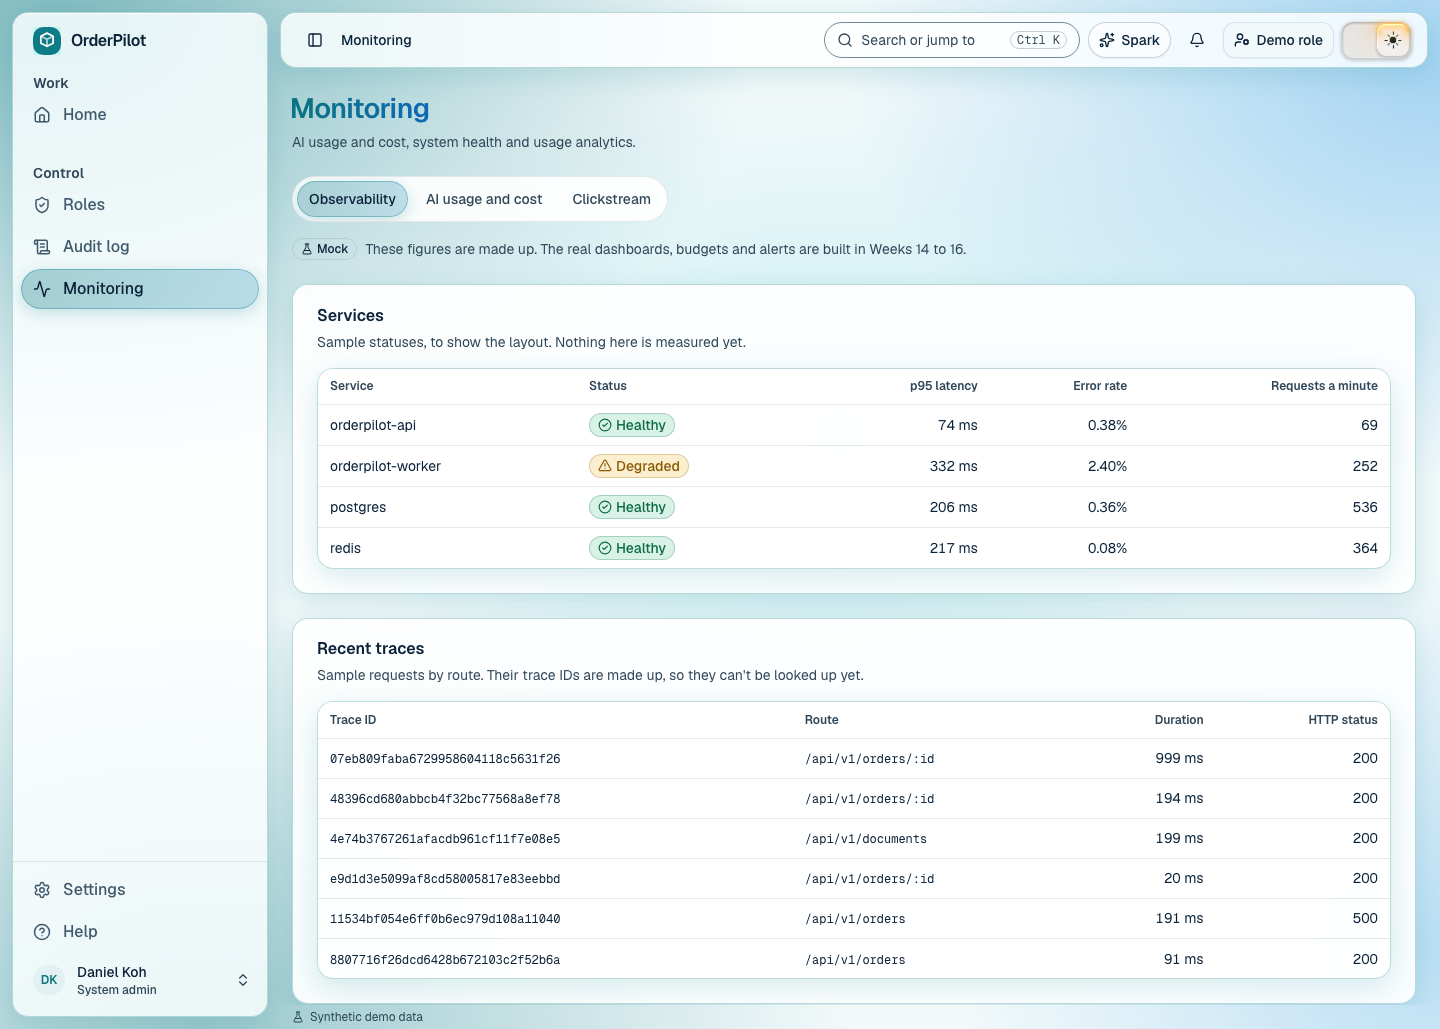 OrderPilot
Work
Home
Control
Roles
Audit log
Monitoring
Settings
Help
DK
Daniel Koh
System admin
Monitoring
Search or jump to
Ctrl K
Spark
Demo role
Monitoring
AI usage and cost, system health and usage analytics.
Observability AI usage and cost Clickstream
Mock These figures are made up. The real dashboards, budgets and alerts are built in Weeks 14 to 16.
Services
Sample statuses, to show the layout. Nothing here is measured yet.
Service Status p95 latency Error rate Requests a minute
orderpilot-api Healthy 74 ms 0.38% 69
orderpilot-worker Degraded 332 ms 2.40% 252
postgres Healthy 206 ms 0.36% 536
redis Healthy 217 ms 0.08% 364
Recent traces
Sample requests by route. Their trace IDs are made up, so they can't be looked up yet.
Trace ID Route Duration HTTP status
07eb809faba6729958604118c5631f26 /api/v1/orders/:id 999 ms 200
48396cd680abbcb4f32bc77568a8ef78 /api/v1/orders/:id 194 ms 200
4e74b3767261afacdb961cf11f7e08e5 /api/v1/documents 199 ms 200
e9d1d3e5099af8cd58005817e83eebbd /api/v1/orders/:id 20 ms 200
11534bf054e6ff0b6ec979d108a11040 /api/v1/orders 191 ms 500
8807716f26dcd6428b672103c2f52b6a /api/v1/orders 91 ms 200
Synthetic demo data